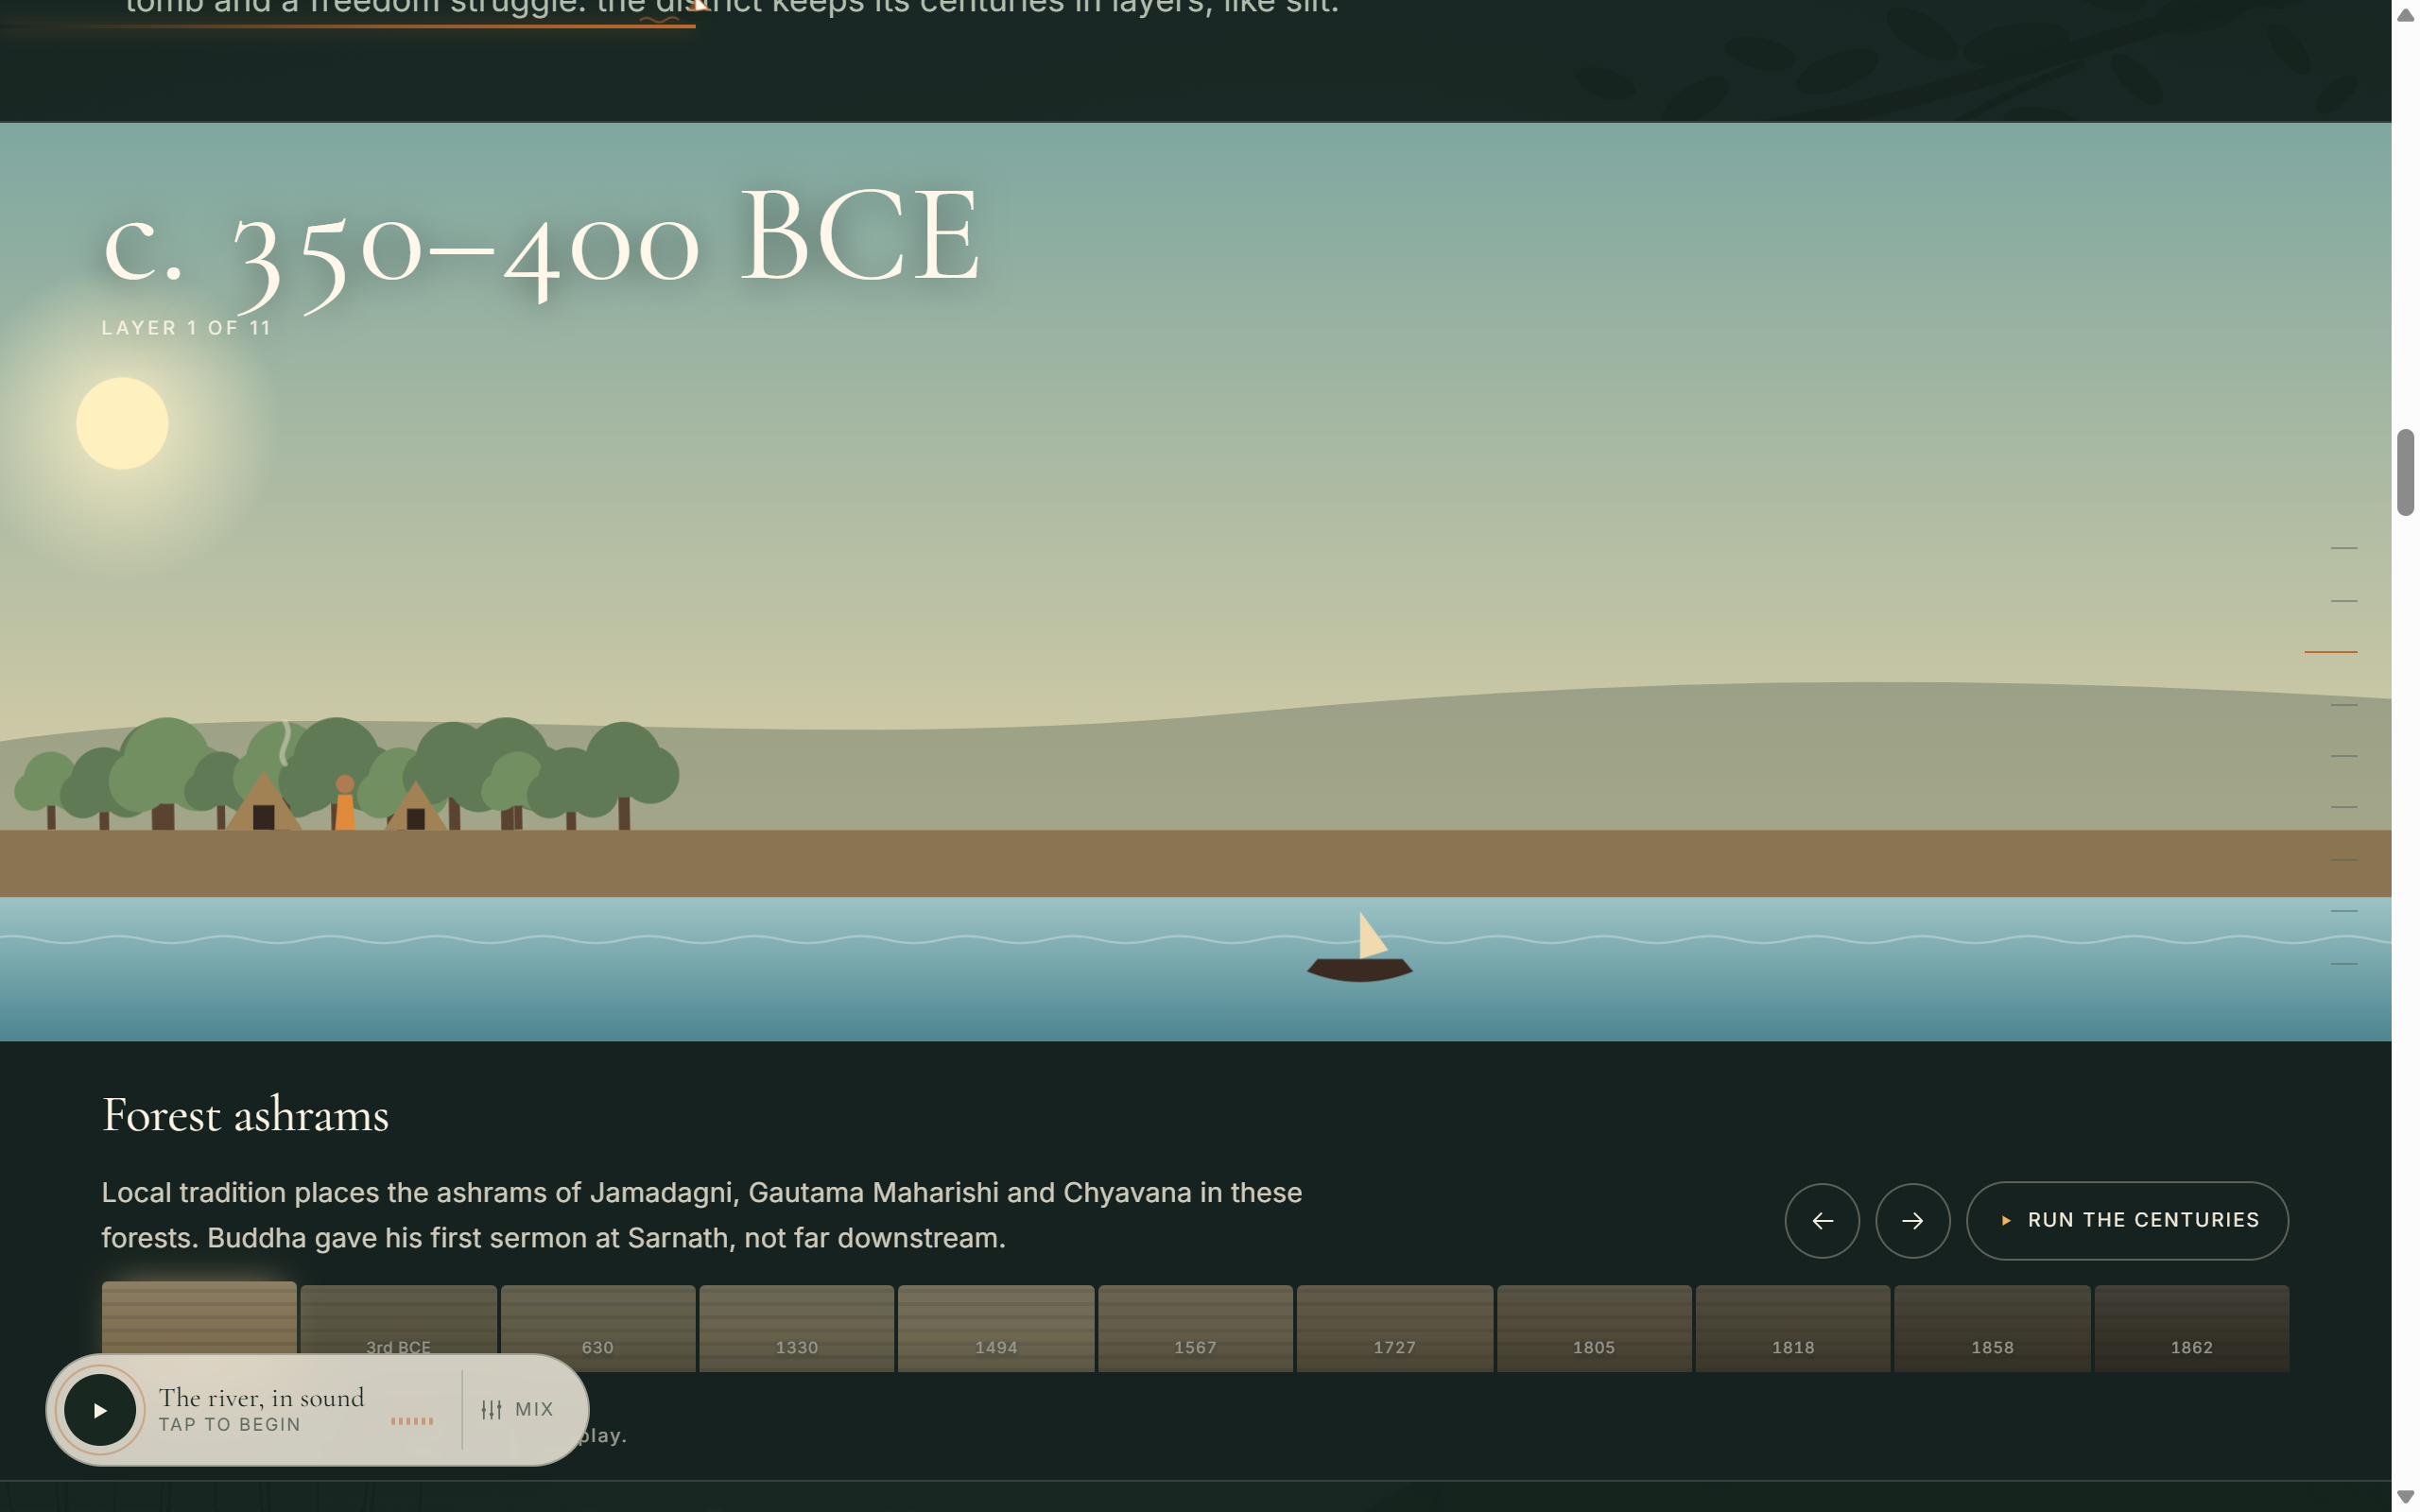 tomb and a freedom struggle: the district keeps its centuries in layers, like silt.
c. 350–400 BCE
LAYER 1 OF 11
Forest ashrams
Local tradition places the ashrams of Jamadagni, Gautama Maharishi and Chyavana in these
forests. Buddha gave his first sermon at Sarnath, not far downstream.
RUN THE CENTURIES
3rd BCE
630
1330
1494
1567
1727
1805
1818
1858
1862
The river, in sound
TAP TO BEGIN
MIX
play.